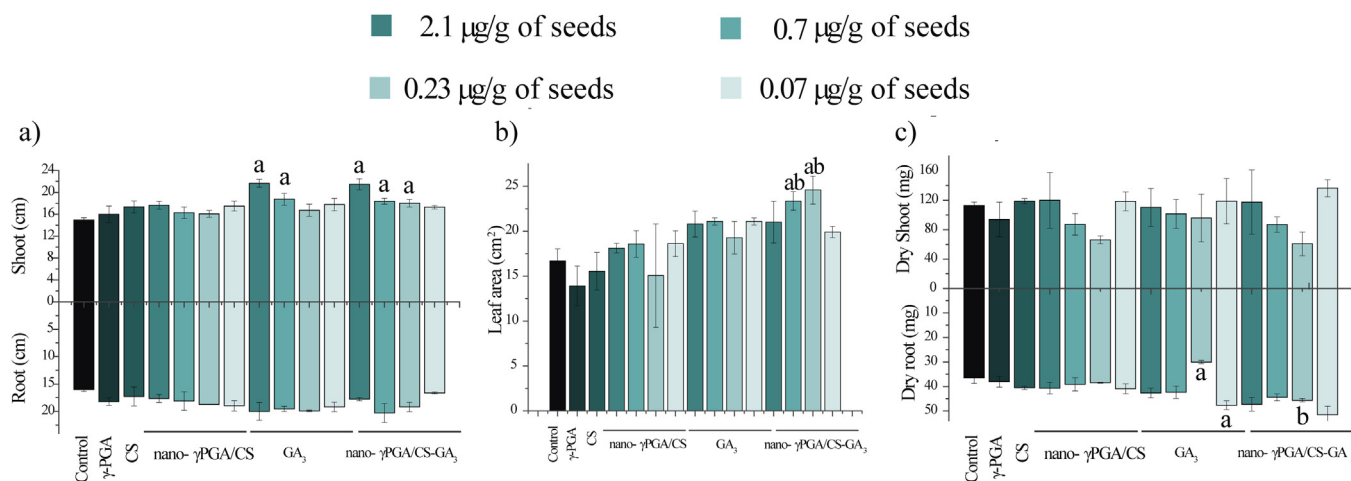 2.1 µg/g of seeds
0.7 µg/g of seeds
0.23 µg/g of seeds
0.07 µg/g of seeds
a)
Shoot (cm)
Root (cm)
24
20
16
12
8
4
0
5
10
15
20
a
a
a
a
a
Control
γ-PGA
CS
nano- γPGA/CS
GA₃
nano- γPGA/CS-GA₃
b)
Leaf area (cm²)
25
20
15
10
5
0
ab
ab
Control
γ-PGA
CS
nano- γPGA/CS
GA₃
nano- γPGA/CS-GA₃
c)
Dry Shoot (mg)
Dry root (mg)
160
120
80
40
0
10
20
30
40
50
a
a
b
Control
γ-PGA
CS
nano- γPGA/CS
GA₃
nano- γPGA/CS-GA